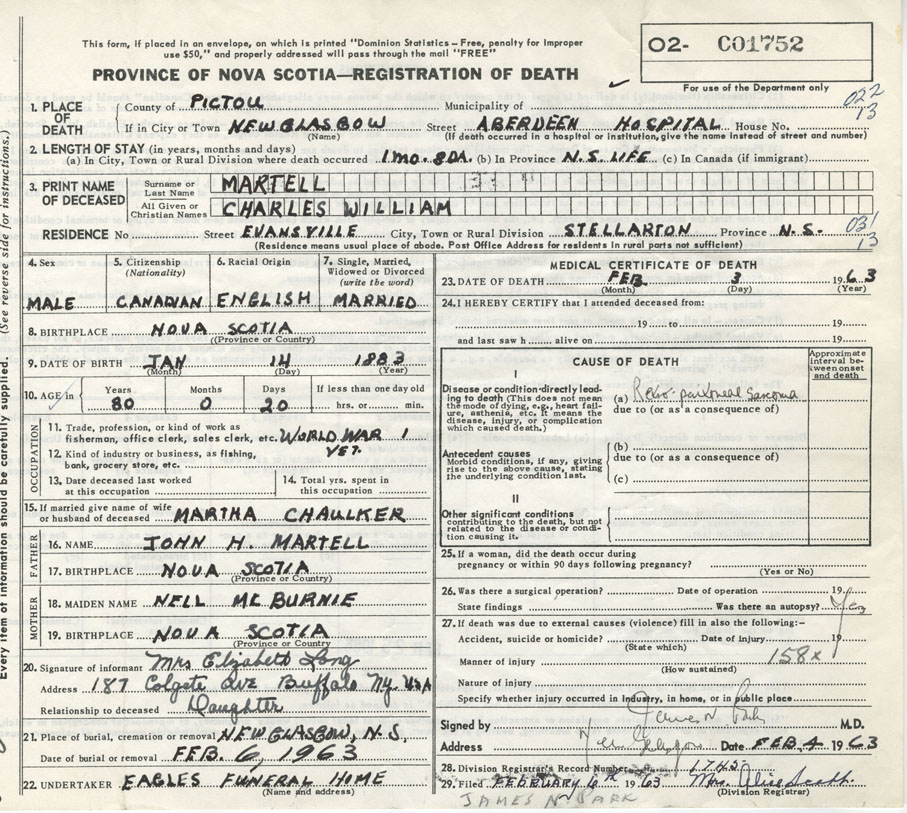 This form, if placed in an envelope, on which is printed "Dominion Statistics – Free, penalty for improper
use $50," and properly addressed will pass through the mail "FREE"
02- C01752
PROVINCE OF NOVA SCOTIA—REGISTRATION OF DEATH
For use of the Department only
022
13
1. PLACE OF DEATH County of PICTOU Municipality of
If in City or Town NEW GLASGOW Street ABERDEEN HOSPITAL House No.
(Name) (If death occurred in a hospital or institution, give the name instead of street and number)
2. LENGTH OF STAY (in years, months and days)
(a) In City, Town or Rural Division where death occurred 1 MO. 8 DA. (b) In Province N.S. LIFE (c) In Canada (if immigrant)
3. PRINT NAME OF DECEASED Surname or Last Name MARTELL
All Given or Christian Names CHARLES WILLIAM
RESIDENCE No Street EVANSVILLE City, Town or Rural Division STELLARTON Province N.S. 031
13
(Residence means usual place of abode. Post Office Address for residents in rural parts not sufficient)
4. Sex 5. Citizenship (Nationality) 6. Racial Origin 7. Single, Married, Widowed or Divorced (write the word)
MALE CANADIAN ENGLISH MARRIED
8. BIRTHPLACE NOVA SCOTIA
(Province or Country)
9. DATE OF BIRTH JAN 14 1883
(Month) (Day) (Year)
10. AGE in Years Months Days If less than one day old
80 0 20 hrs. or min.
OCCUPATION
11. Trade, profession, or kind of work as
fisherman, office clerk, sales clerk, etc. WORLD WAR 1
VET.
12. Kind of industry or business, as fishing,
bank, grocery store, etc.
13. Date deceased last worked at this occupation 14. Total yrs. spent in this occupation
15. If married give name of wife
or husband of deceased MARTHA CHAULKER
FATHER
16. NAME JOHN H. MARTELL
17. BIRTHPLACE NOVA SCOTIA
(Province or Country)
MOTHER
18. MAIDEN NAME NELL MC BURNIE
19. BIRTHPLACE NOVA SCOTIA
(Province or Country)
20. Signature of informant Mrs Elizabeth Long
Address 187 Colgate Ave Buffalo N.Y. USA
Relationship to deceased Daughter
21. Place of burial, cremation or removal NEW GLASGOW, N.S.
Date of burial or removal FEB. 6, 1963
22. UNDERTAKER EAGLES FUNERAL HOME
(Name and address)
MEDICAL CERTIFICATE OF DEATH
23. DATE OF DEATH FEB 3 1963
(Month) (Day) (Year)
24. I HEREBY CERTIFY that I attended deceased from:
19 to 19
and last saw h alive on 19
CAUSE OF DEATH
Approximate interval between onset and death
I
Disease or condition directly leading to death (This does not mean the mode of dying, e.g., heart failure, asthenia, etc. It means the disease, injury, or complication which caused death.)
(a) Retro-peritoneal Sarcoma
due to (or as a consequence of)
Antecedent causes
Morbid conditions, if any, giving rise to the above cause, stating the underlying condition last.
(b)
due to (or as a consequence of)
(c)
II
Other significant conditions
contributing to the death, but not related to the disease or condition causing it.
25. If a woman, did the death occur during
pregnancy or within 90 days following pregnancy?
(Yes or No)
26. Was there a surgical operation? Date of operation 19
State findings Was there an autopsy? Yes
27. If death was due to external causes (violence) fill in also the following:–
Accident, suicide or homicide? Date of injury 19
(State which)
Manner of injury 158x
(How sustained)
Nature of injury
Specify whether injury occurred in Industry, in home, or in public place
Signed by James N. Park M.D.
Address New Glasgow Date FEB 4 1963
28. Division Registrar's Record Number
29. Filed FEBRUARY 6th 1963 Mrs. Alice Scott
(Division Registrar)
JAMES N PARK
Every item of information should be carefully supplied. (See reverse side for instructions.)